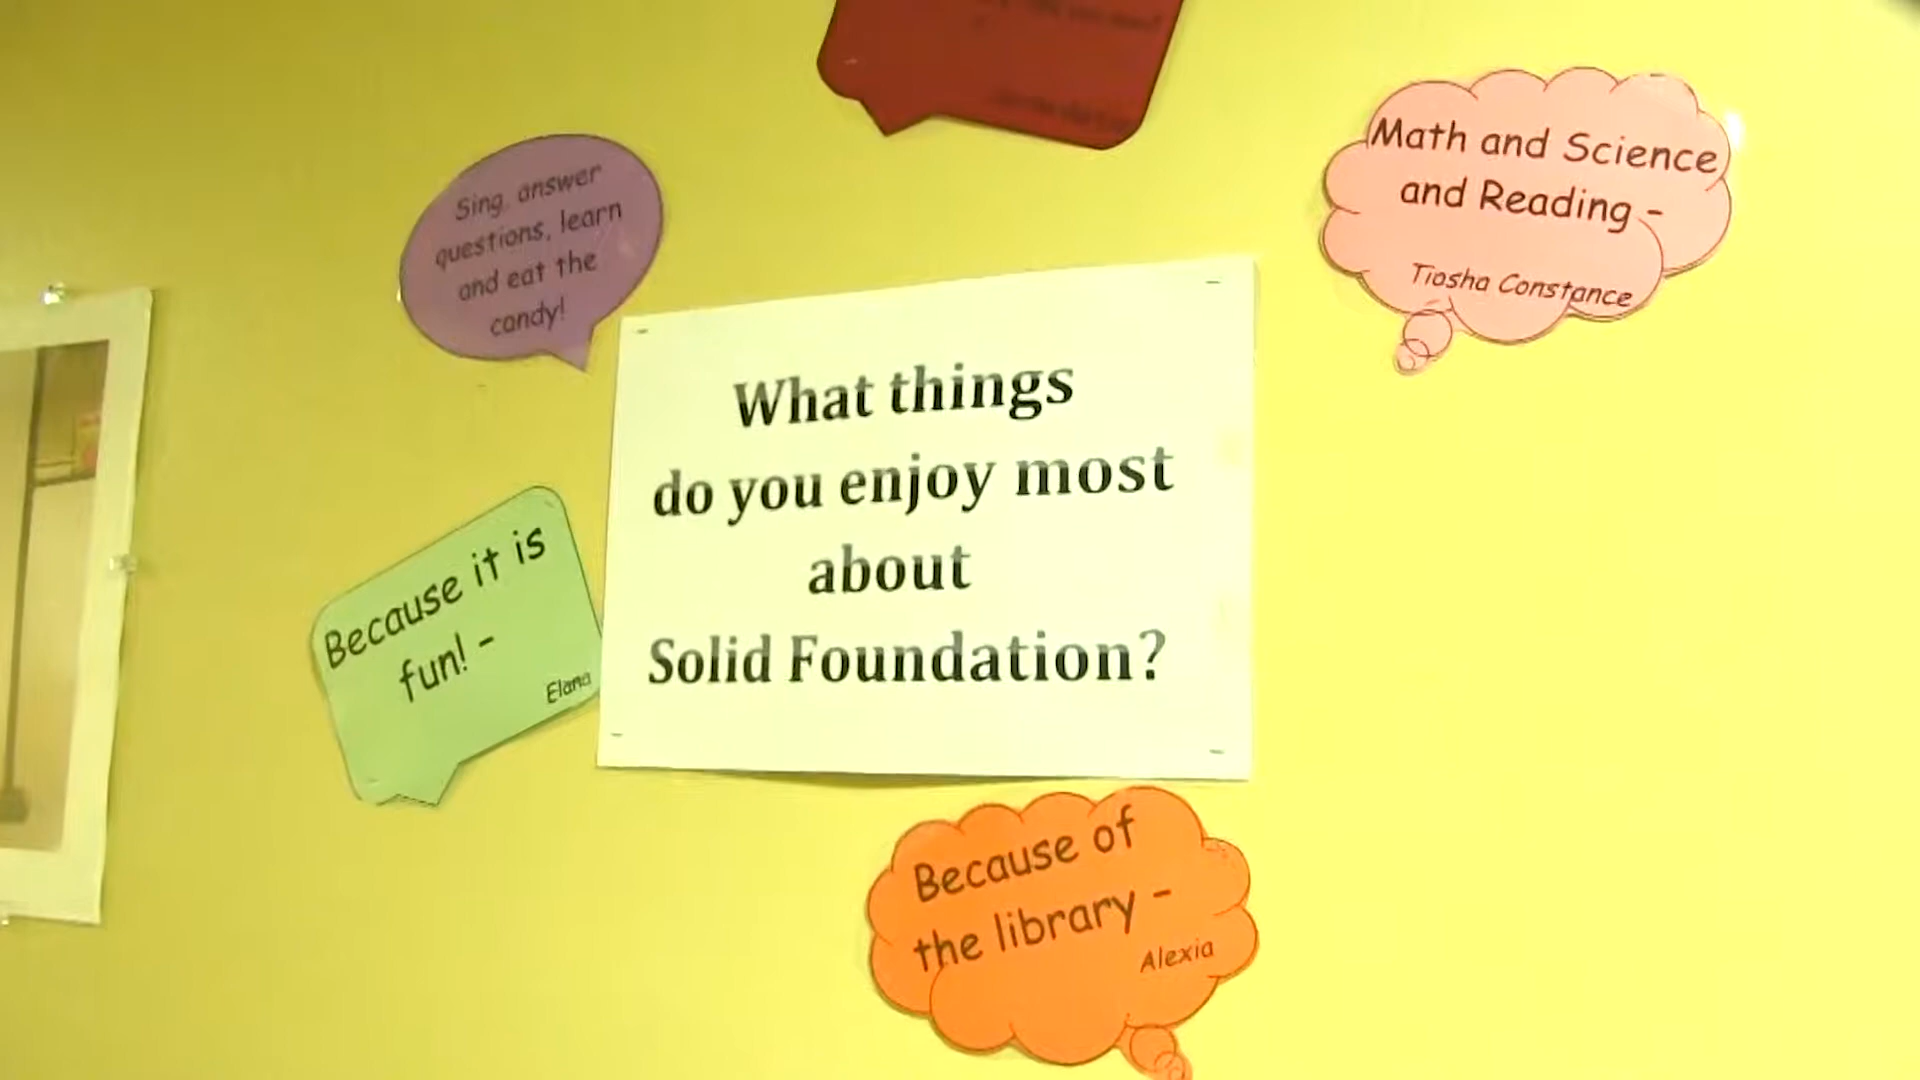 Sing, answer
questions, learn
and eat the
candy!
Math and Science
and Reading -
Tiosha Constance
What things
do you enjoy most
about
Solid Foundation?
Because it is
fun! -
Elana
Because of
the library -
Alexia